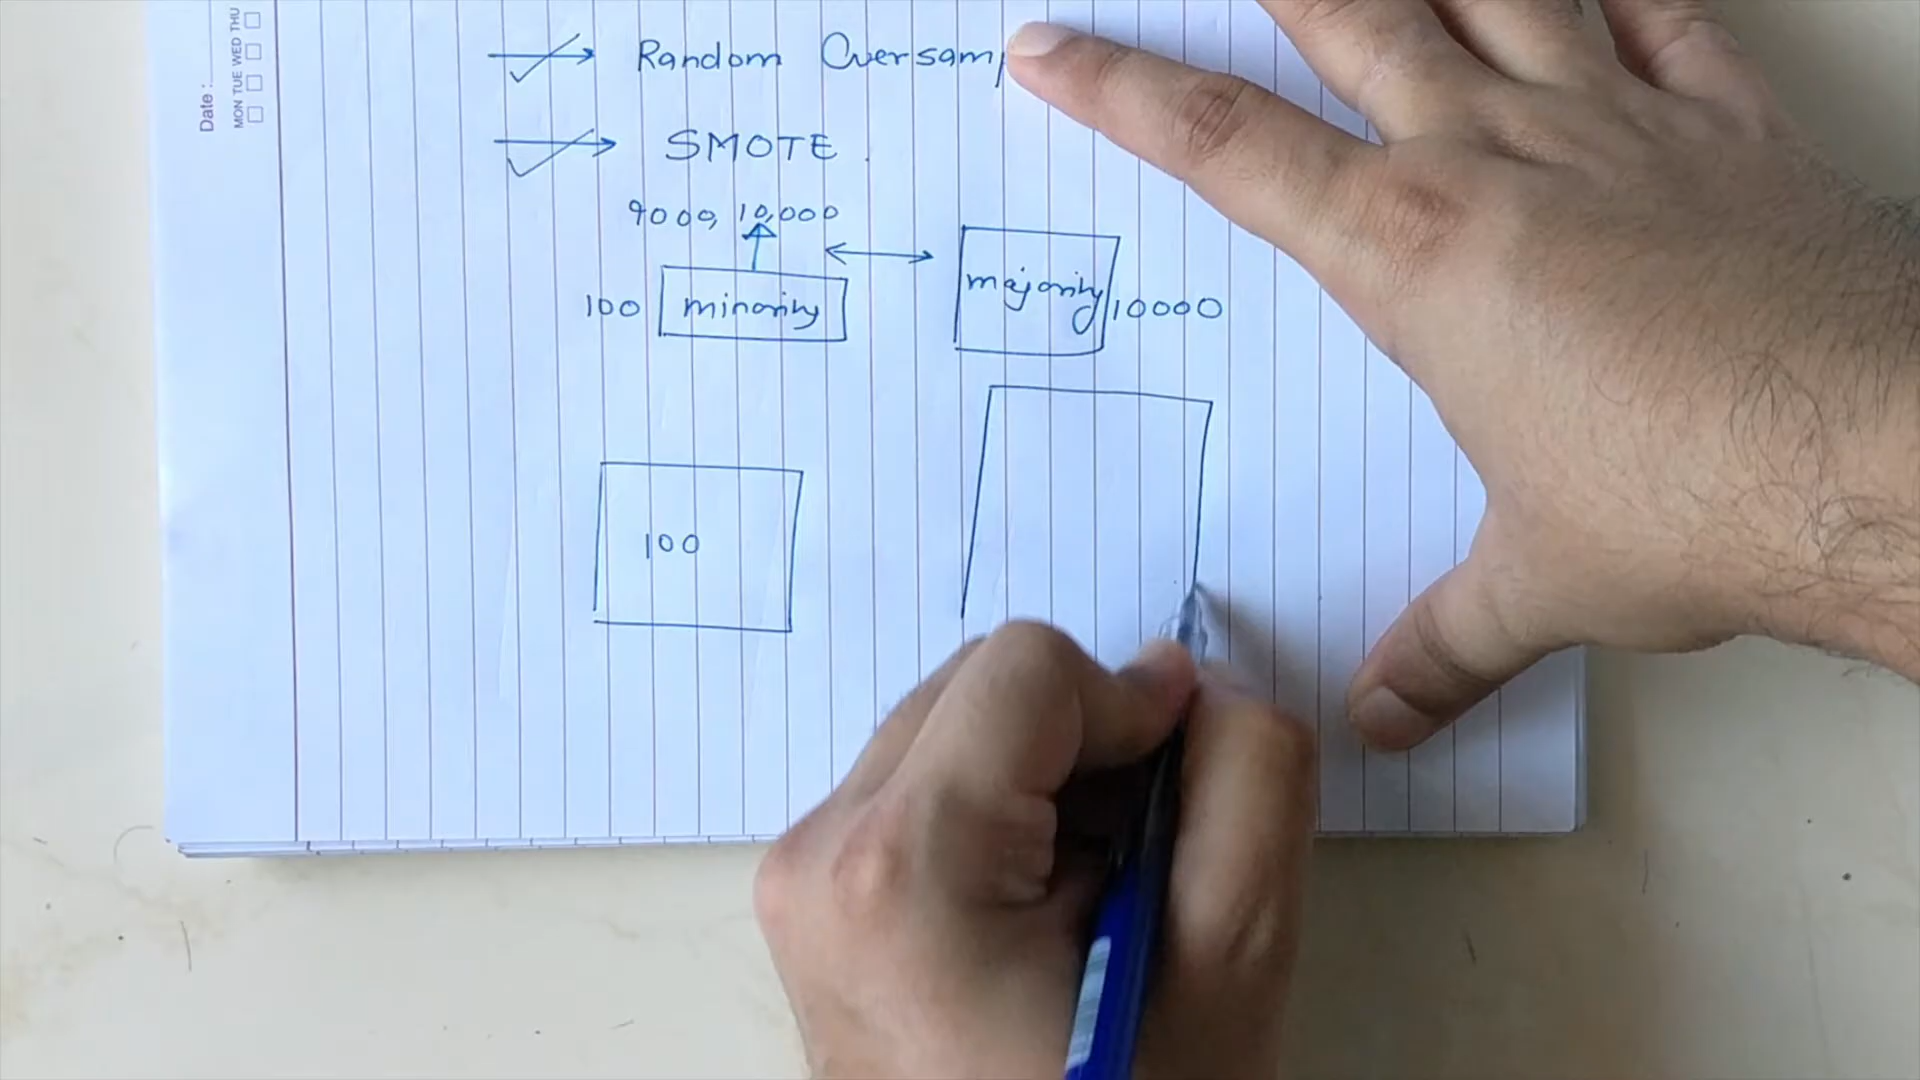 Date :
MON TUE WED THU
Random Oversamp
SMOTE .
9000, 10,000
100 minority majority 10000
100